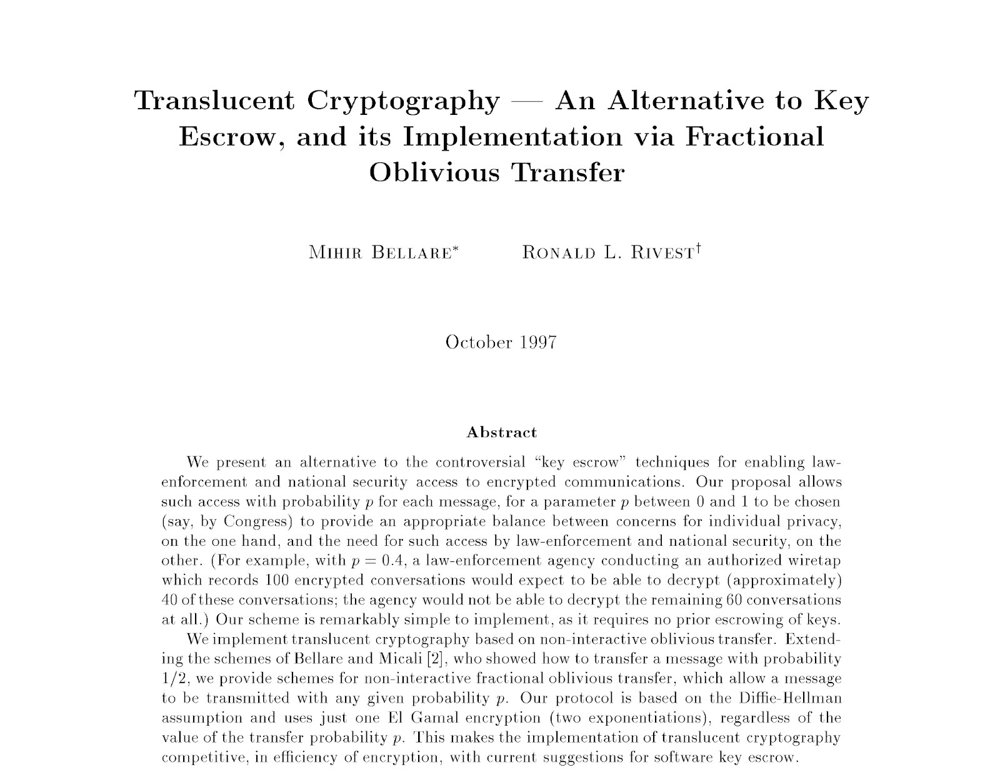 Translucent Cryptography — An Alternative to Key
Escrow, and its Implementation via Fractional
Oblivious Transfer
Mihir Bellare* Ronald L. Rivest†
October 1997
Abstract
We present an alternative to the controversial “key escrow” techniques for enabling law-
enforcement and national security access to encrypted communications. Our proposal allows
such access with probability p for each message, for a parameter p between 0 and 1 to be chosen
(say, by Congress) to provide an appropriate balance between concerns for individual privacy,
on the one hand, and the need for such access by law-enforcement and national security, on the
other. (For example, with p = 0.4, a law-enforcement agency conducting an authorized wiretap
which records 100 encrypted conversations would expect to be able to decrypt (approximately)
40 of these conversations; the agency would not be able to decrypt the remaining 60 conversations
at all.) Our scheme is remarkably simple to implement, as it requires no prior escrowing of keys.
We implement translucent cryptography based on non-interactive oblivious transfer. Extend-
ing the schemes of Bellare and Micali [2], who showed how to transfer a message with probability
1/2, we provide schemes for non-interactive fractional oblivious transfer, which allow a message
to be transmitted with any given probability p. Our protocol is based on the Diffie-Hellman
assumption and uses just one El Gamal encryption (two exponentiations), regardless of the
value of the transfer probability p. This makes the implementation of translucent cryptography
competitive, in efficiency of encryption, with current suggestions for software key escrow.